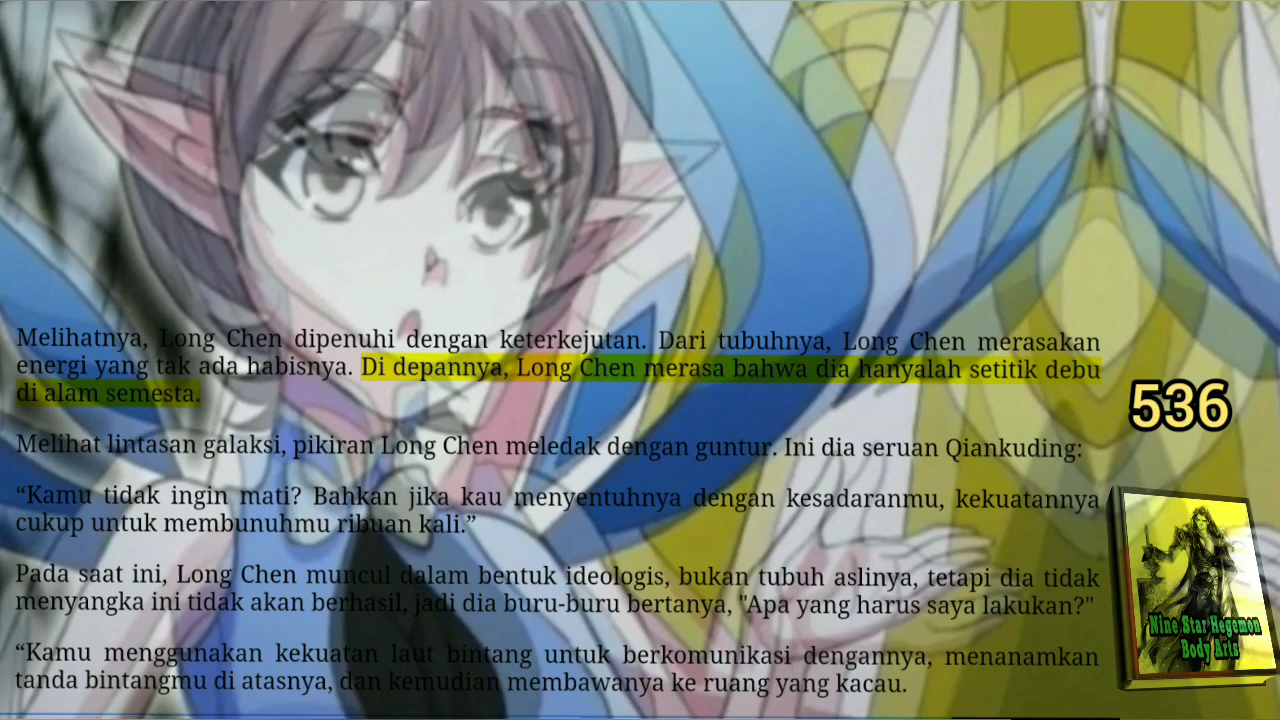 Melihatnya, Long Chen dipenuhi dengan keterkejutan. Dari tubuhnya, Long Chen merasakan
energi yang tak ada habisnya. Di depannya, Long Chen merasa bahwa dia hanyalah setitik debu
di alam semesta.
Melihat lintasan galaksi, pikiran Long Chen meledak dengan guntur. Ini dia seruan Qiankuding:
“Kamu tidak ingin mati? Bahkan jika kau menyentuhnya dengan kesadaranmu, kekuatannya
cukup untuk membunuhmu ribuan kali.”
Pada saat ini, Long Chen muncul dalam bentuk ideologis, bukan tubuh aslinya, tetapi dia tidak
menyangka ini tidak akan berhasil, jadi dia buru-buru bertanya, "Apa yang harus saya lakukan?"
“Kamu menggunakan kekuatan laut bintang untuk berkomunikasi dengannya, menanamkan
tanda bintangmu di atasnya, dan kemudian membawanya ke ruang yang kacau.
536
Nine Star Hegemon
Body Arts